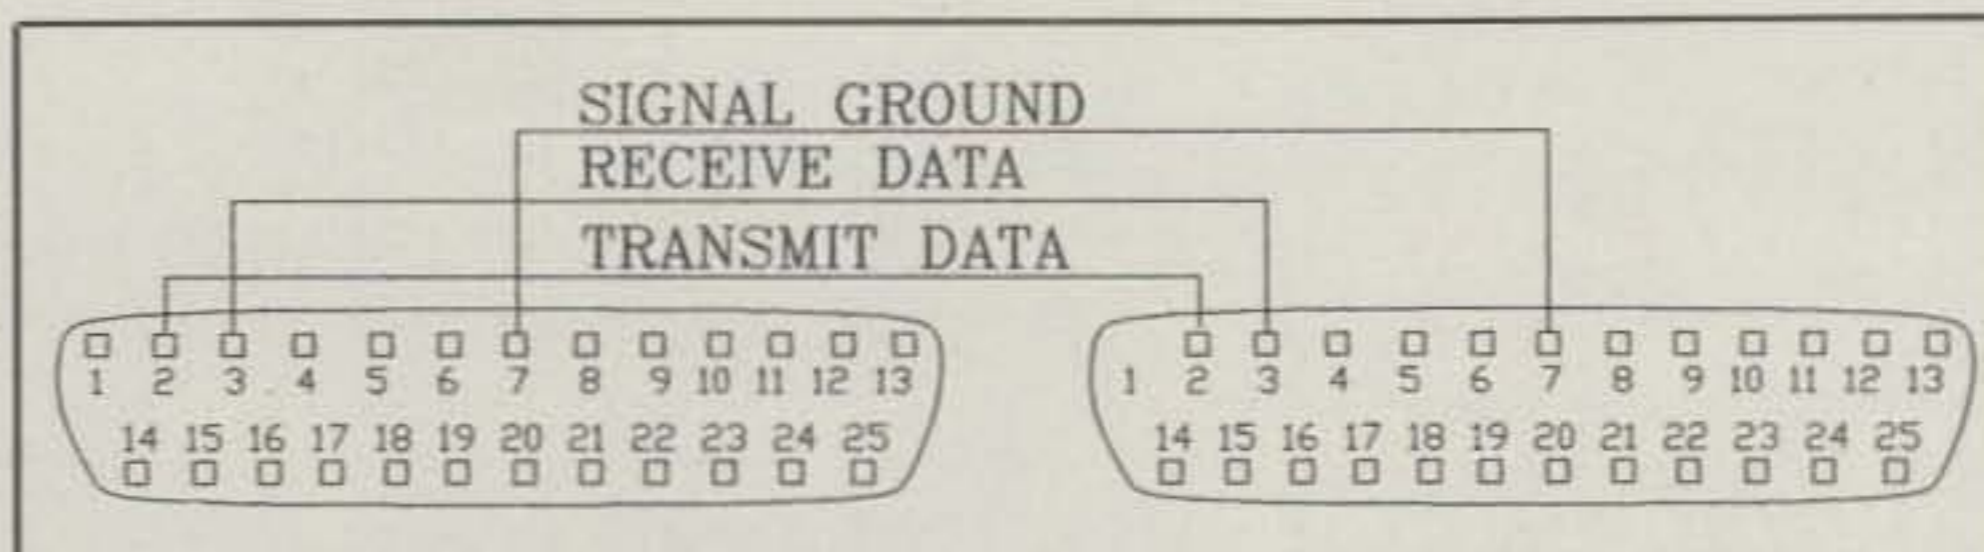 SIGNAL GROUND
RECEIVE DATA
TRANSMIT DATA
1 2 3 4 5 6 7 8 9 10 11 12 13
14 15 16 17 18 19 20 21 22 23 24 25
1 2 3 4 5 6 7 8 9 10 11 12 13
14 15 16 17 18 19 20 21 22 23 24 25